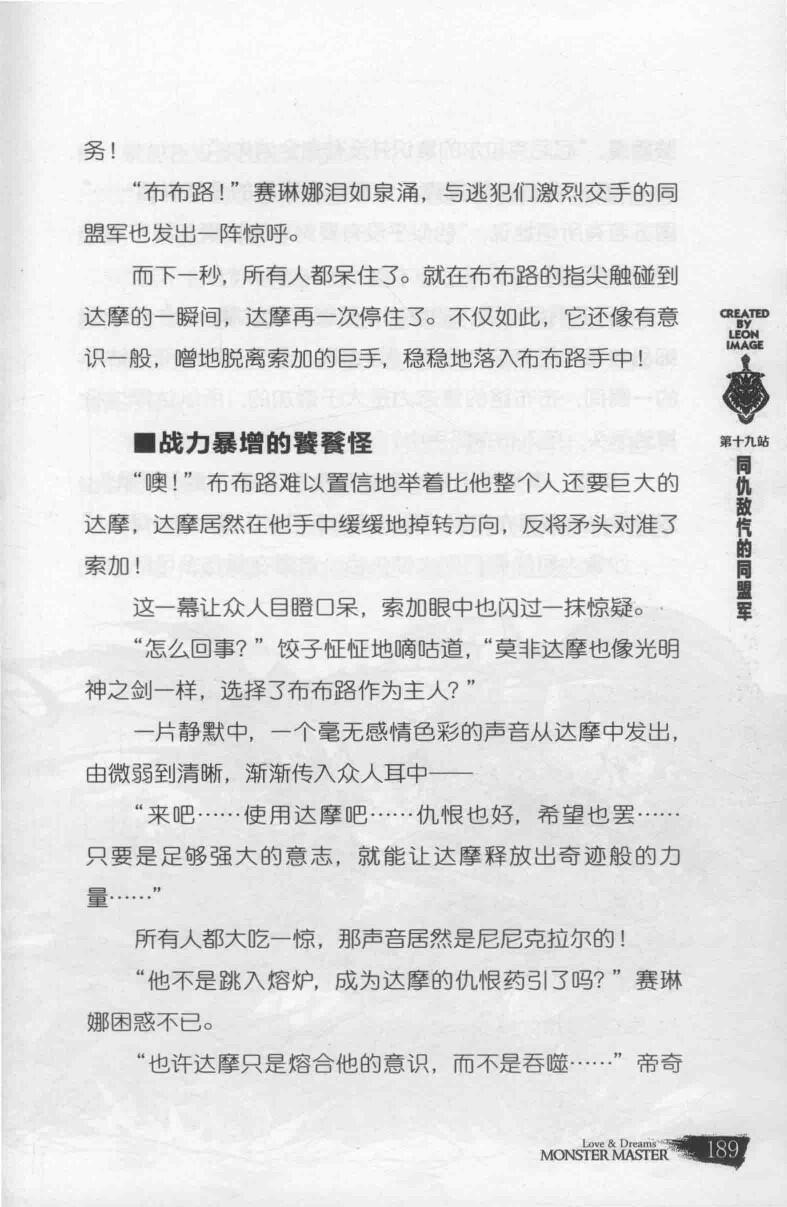 务！
“布布路！”赛琳娜泪如泉涌，与逃犯们激烈交手的同
盟军也发出一阵惊呼。
而下一秒，所有人都呆住了。就在布布路的指尖触碰到
达摩的一瞬间，达摩再一次停住了。不仅如此，它还像有意
识一般，噌地脱离索加的巨手，稳稳地落入布布路手中！
■战力暴增的饕餮怪
“噢！”布布路难以置信地举着比他整个人还要巨大的
达摩，达摩居然在他手中缓缓地掉转方向，反将矛头对准了
索加！
这一幕让众人目瞪口呆，索加眼中也闪过一抹惊疑。
“怎么回事？”饺子怔怔地嘀咕道，“莫非达摩也像光明
神之剑一样，选择了布布路作为主人？”
一片静默中，一个毫无感情色彩的声音从达摩中发出，
由微弱到清晰，渐渐传入众人耳中——
“来吧……使用达摩吧……仇恨也好，希望也罢……
只要是足够强大的意志，就能让达摩释放出奇迹般的力
量……”
所有人都大吃一惊，那声音居然是尼尼克拉尔的！
“他不是跳入熔炉，成为达摩的仇恨药引了吗？”赛琳
娜困惑不已。
“也许达摩只是熔合他的意识，而不是吞噬……”帝奇
CREATED
BY
LEON
IMAGE
第十九站
同仇敌忾的同盟军
Love & Dreams
MONSTER MASTER
189